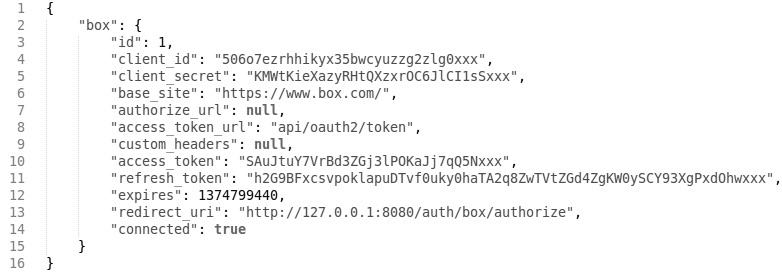 1 {
2 "box": {
3 "id": 1,
4 "client_id": "506o7ezrhhikyx35bwcyuzzg2zlg0xxx",
5 "client_secret": "KMWtKieXazyRHtQXzxrOC6JlCI1sSxxx",
6 "base_site": "https://www.box.com/",
7 "authorize_url": null,
8 "access_token_url": "api/oauth2/token",
9 "custom_headers": null,
10 "access_token": "SAuJtuY7VrBd3ZGj3lPOKaJj7qQ5Nxxx",
11 "refresh_token": "h2G9BFxcsvpoklapuDTvf0uky0haTA2q8ZwTVtZGd4ZgKW0ySCY93XgPxdOhwxxx",
12 "expires": 1374799440,
13 "redirect_uri": "http://127.0.0.1:8080/auth/box/authorize",
14 "connected": true
15 }
16 }